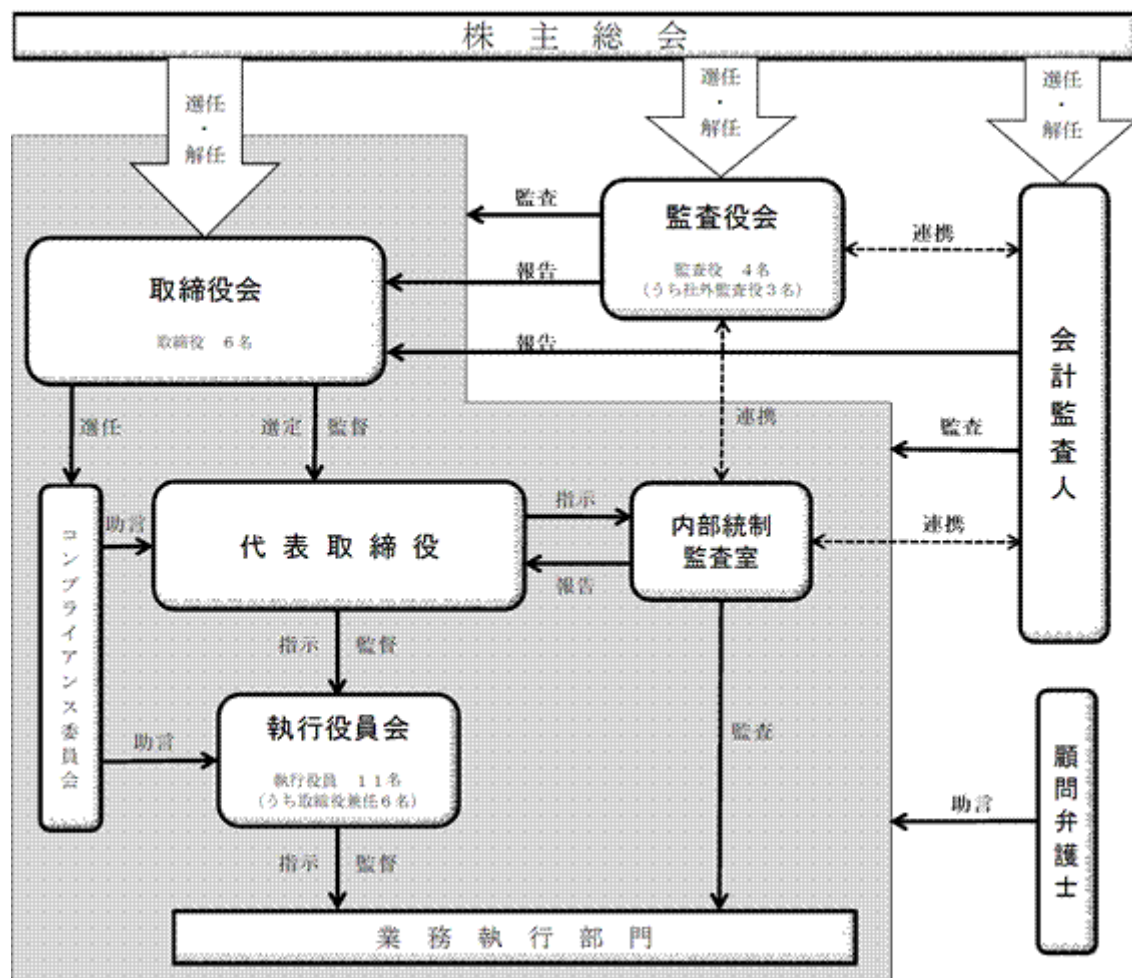 株主総会
選任
・
解任
選任
・
解任
選任
・
解任
監査
監査役会
監査役 4名
(うち社外監査役3名)
連携
取締役会
取締役 6名
報告
報告
会計監査人
選任
選定 監督
連携
監査
コンプライアンス委員会
助言
代表取締役
指示
報告
内部統制
監査室
連携
指示 監督
助言
執行役員会
執行役員 11名
(うち取締役兼任6名)
監査
顧問弁護士
助言
指示 監督
業務執行部門